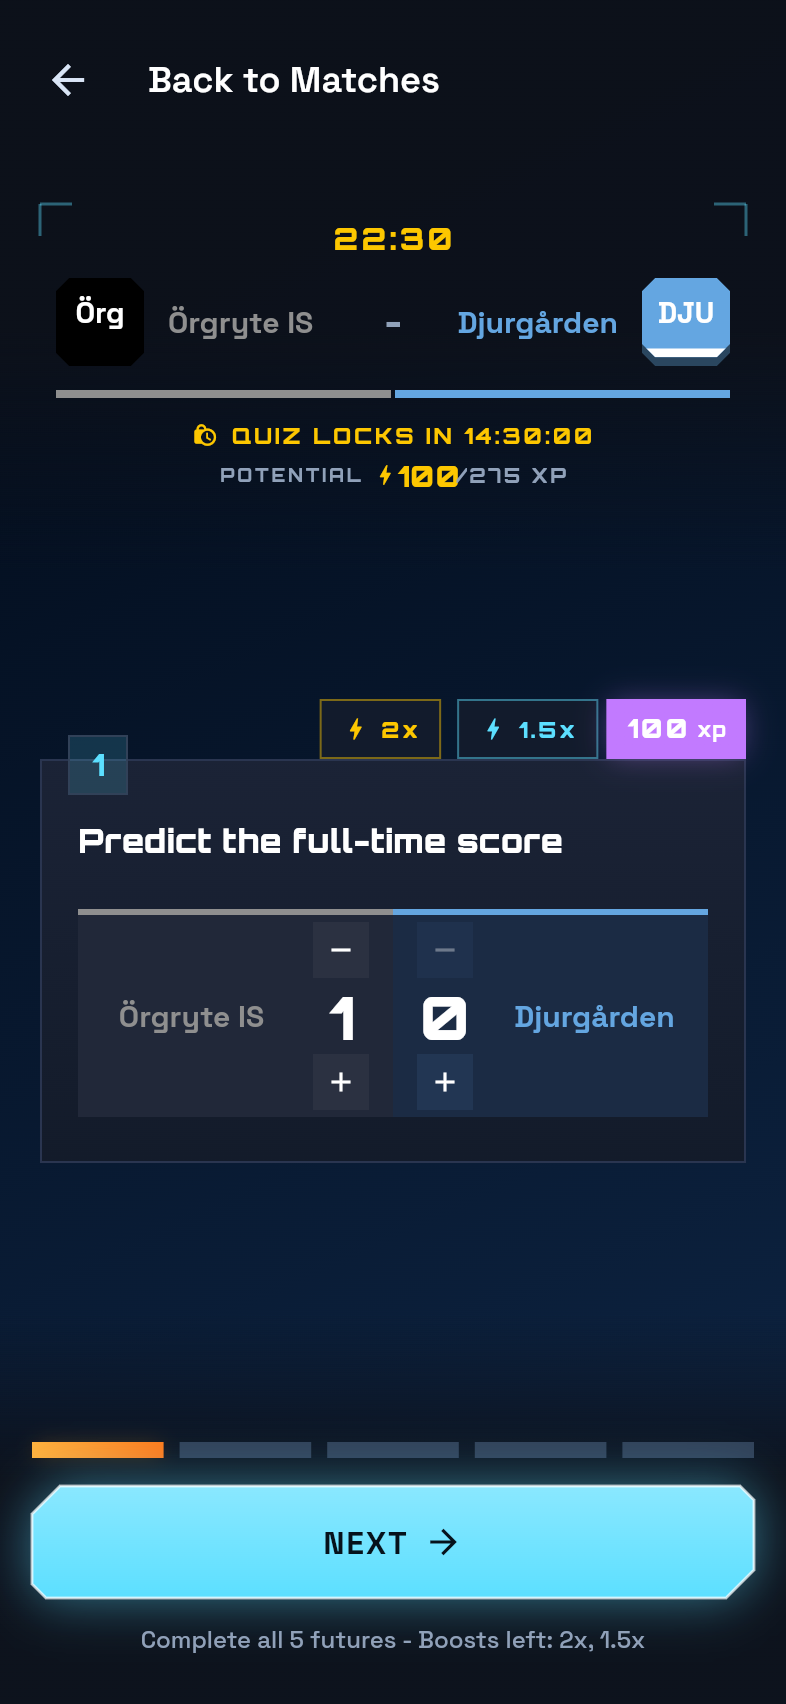 Back to Matches
22:30
Örg Örgryte IS - Djurgården DJU
QUIZ LOCKS IN 14:30:00
POTENTIAL 100/275 XP
2x 1.5x 100 xp
1
Predict the full-time score
− −
Örgryte IS 1 0 Djurgården
+ +
NEXT →
Complete all 5 futures - Boosts left: 2x, 1.5x